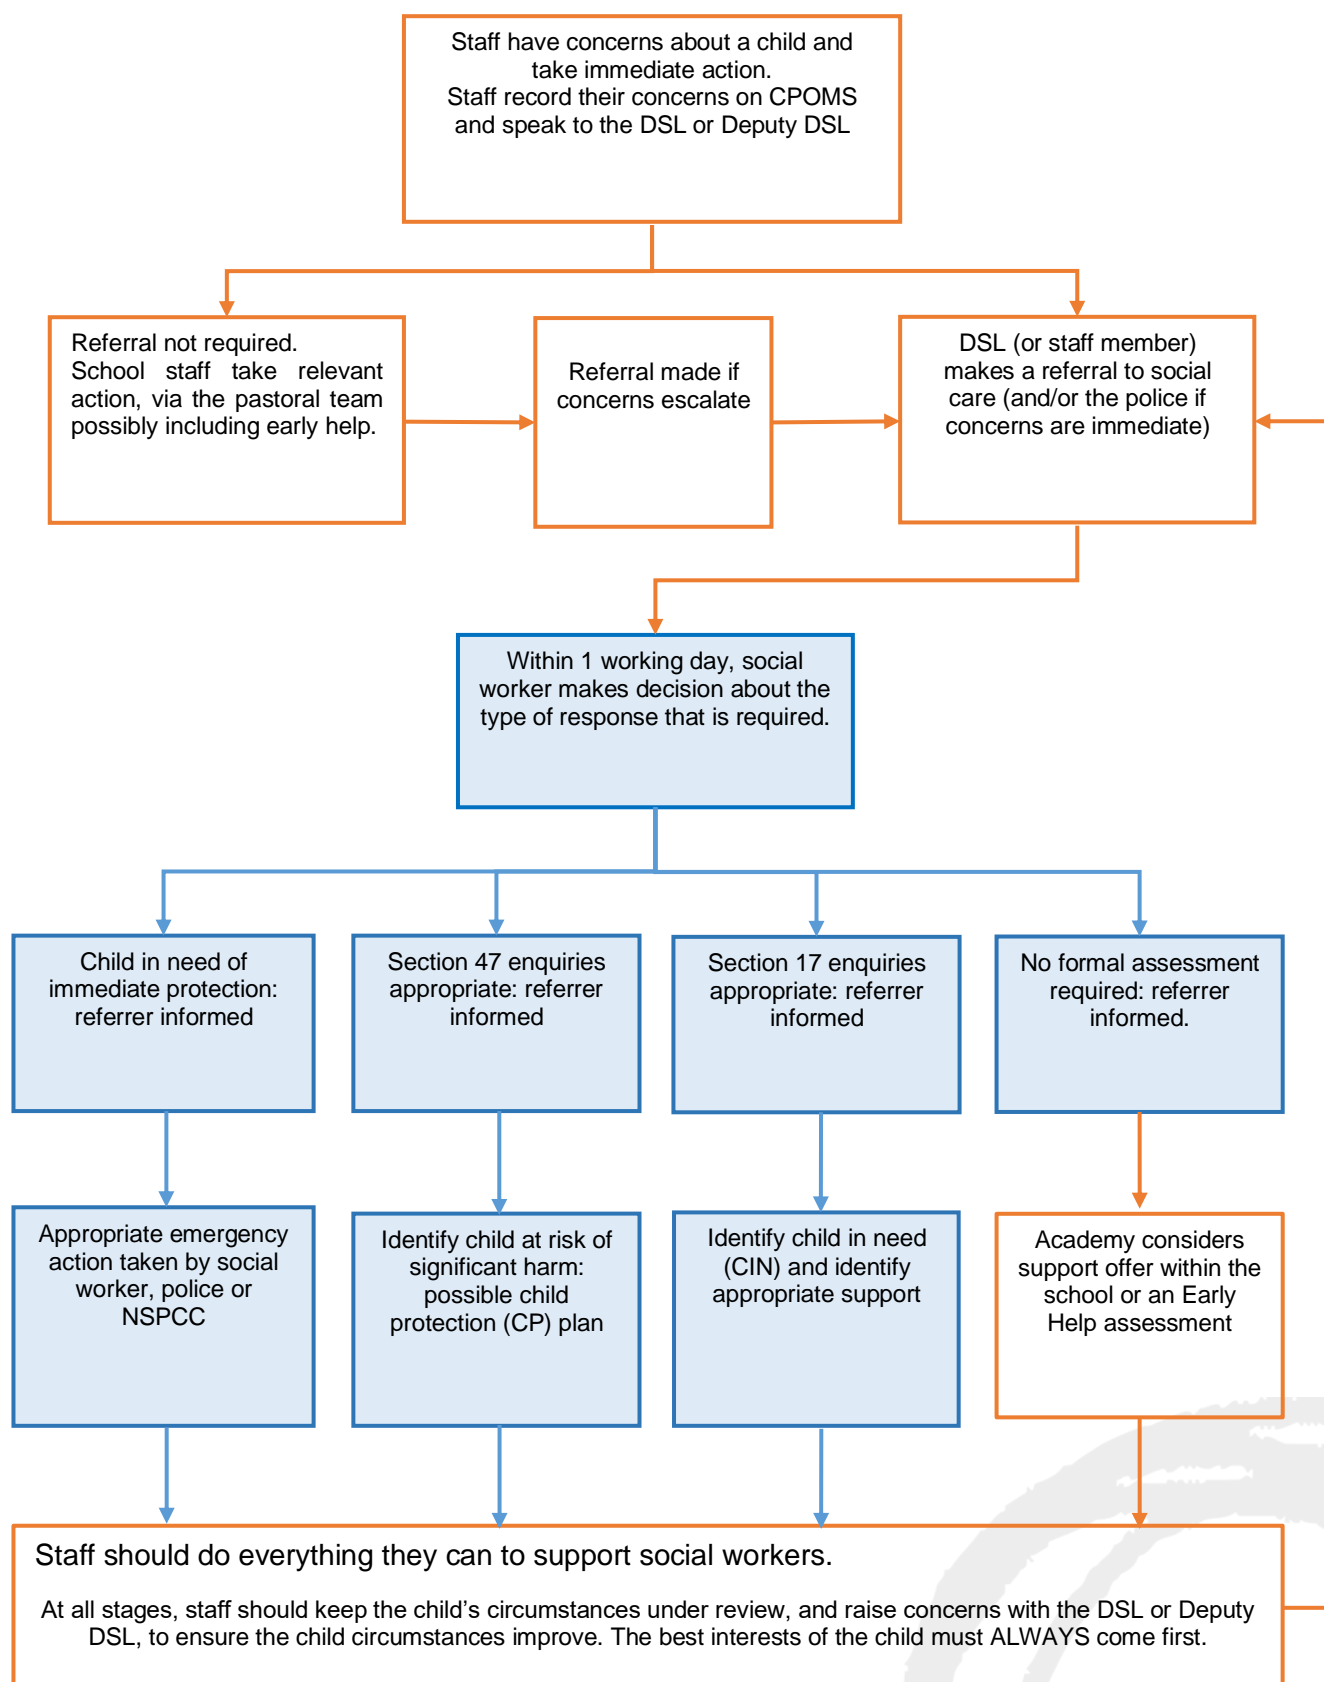 Staff have concerns about a child and
take immediate action.
Staff record their concerns on CPOMS
and speak to the DSL or Deputy DSL
Referral not required.
School staff take relevant
action, via the pastoral team
possibly including early help.
Referral made if
concerns escalate
DSL (or staff member)
makes a referral to social
care (and/or the police if
concerns are immediate)
Within 1 working day, social
worker makes decision about the
type of response that is required.
Child in need of
immediate protection:
referrer informed
Section 47 enquiries
appropriate: referrer
informed
Section 17 enquiries
appropriate: referrer
informed
No formal assessment
required: referrer
informed.
Appropriate emergency
action taken by social
worker, police or
NSPCC
Identify child at risk of
significant harm:
possible child
protection (CP) plan
Identify child in need
(CIN) and identify
appropriate support
Academy considers
support offer within the
school or an Early
Help assessment
Staff should do everything they can to support social workers.
At all stages, staff should keep the child’s circumstances under review, and raise concerns with the DSL or Deputy
DSL, to ensure the child circumstances improve. The best interests of the child must ALWAYS come first.